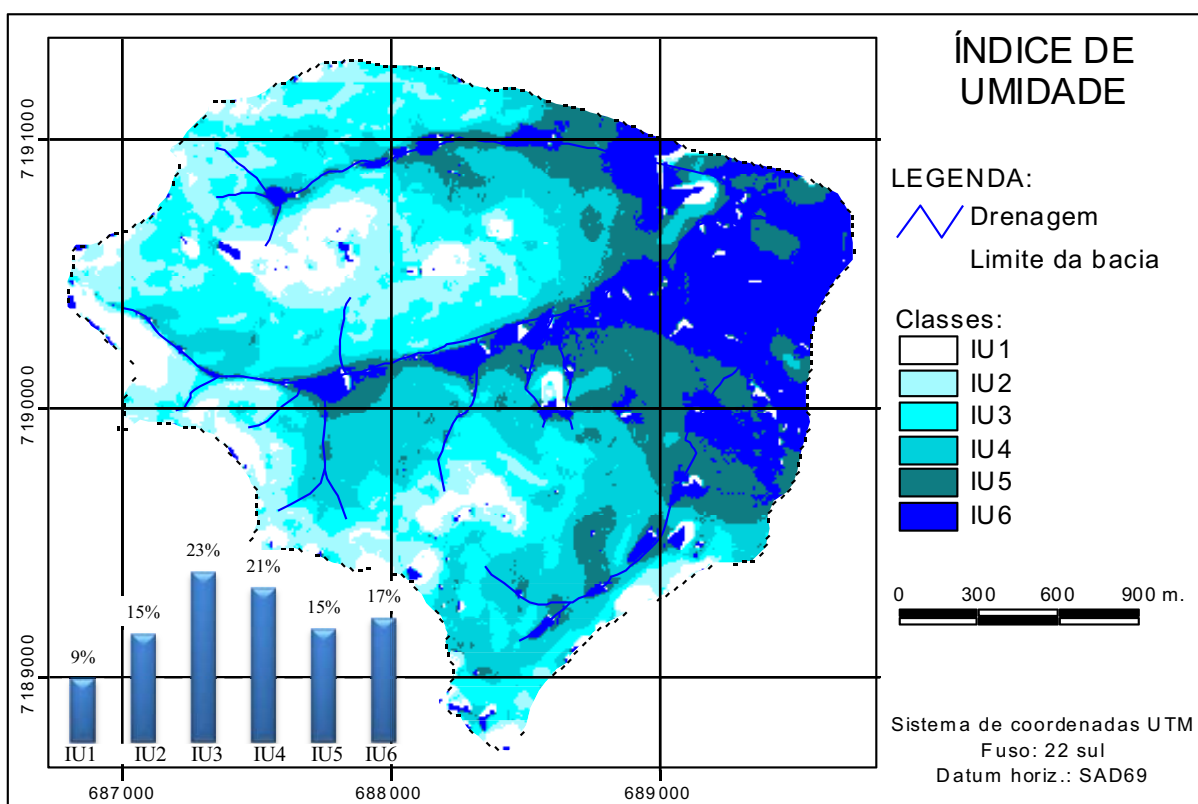 ÍNDICE DE
UMIDADE
LEGENDA:
Drenagem
Limite da bacia
Classes:
IU1
IU2
IU3
IU4
IU5
IU6
0 300 600 900 m.
Sistema de coordenadas UTM
Fuso: 22 sul
Datum horiz.: SAD69
7191000
7190000
7189000
687000 688000 689000
9% 15% 23% 21% 15% 17%
IU1 IU2 IU3 IU4 IU5 IU6